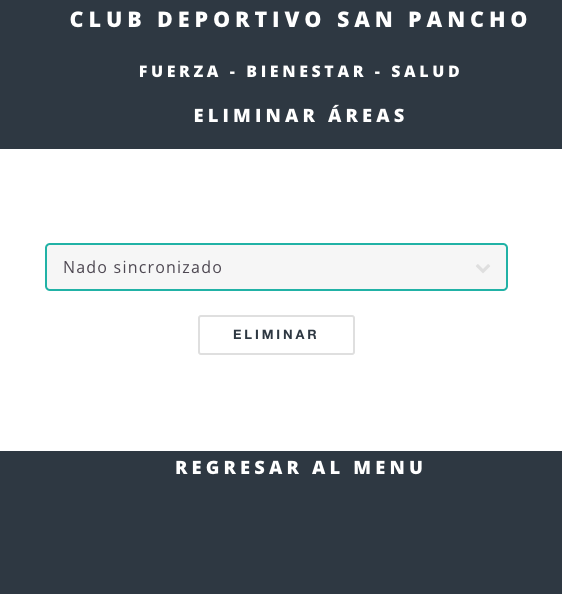 CLUB DEPORTIVO SAN PANCHO
FUERZA - BIENESTAR - SALUD
ELIMINAR ÁREAS
Nado sincronizado
ELIMINAR
REGRESAR AL MENU